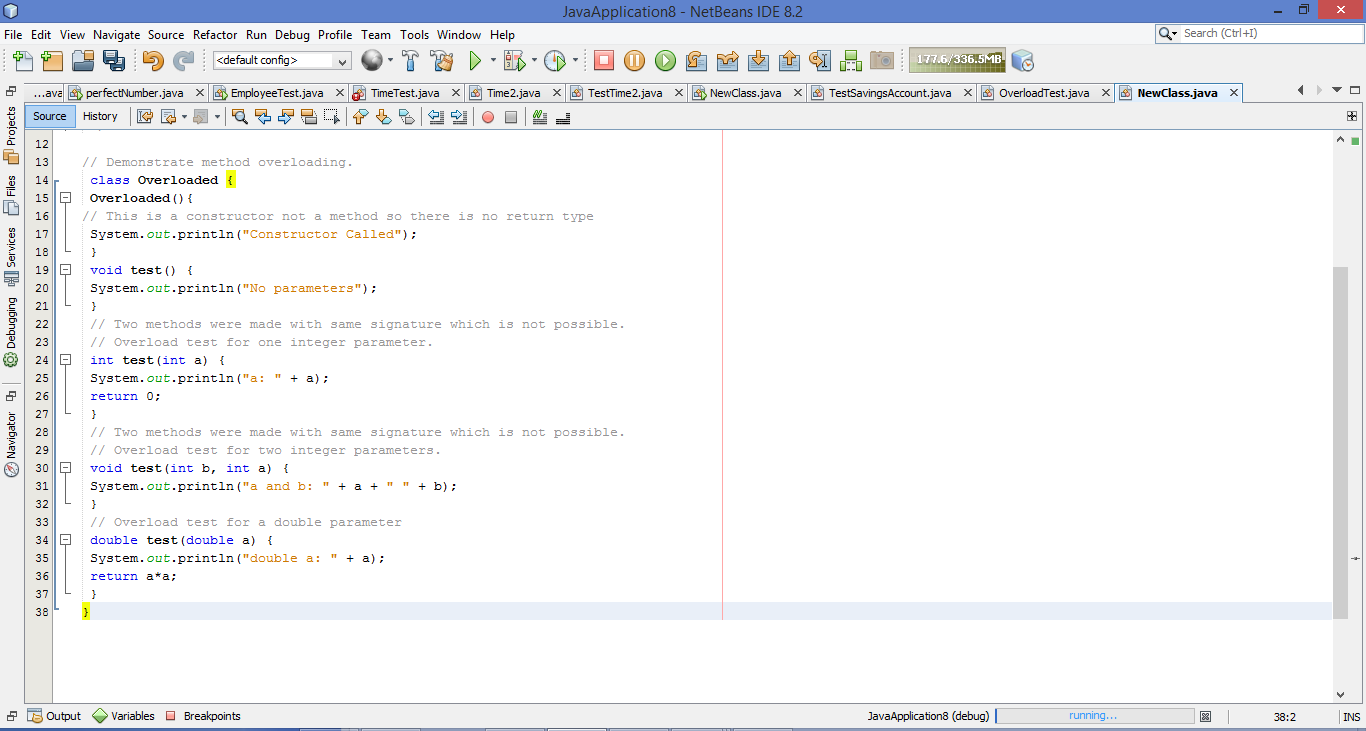 JavaApplication8 - NetBeans IDE 8.2
File Edit View Navigate Source Refactor Run Debug Profile Team Tools Window Help
Search (Ctrl+I)
<default config>
177.6/336.5MB
...ava perfectNumber.java EmployeeTest.java TimeTest.java Time2.java TestTime2.java NewClass.java TestSavingsAccount.java OverloadTest.java NewClass.java
Source History
Projects
Files
Services
Debugging
Navigator
12
13 // Demonstrate method overloading.
14 class Overloaded {
15 Overloaded(){
16 // This is a constructor not a method so there is no return type
17 System.out.println("Constructor Called");
18 }
19 void test() {
20 System.out.println("No parameters");
21 }
22 // Two methods were made with same signature which is not possible.
23 // Overload test for one integer parameter.
24 int test(int a) {
25 System.out.println("a: " + a);
26 return 0;
27 }
28 // Two methods were made with same signature which is not possible.
29 // Overload test for two integer parameters.
30 void test(int b, int a) {
31 System.out.println("a and b: " + a + " " + b);
32 }
33 // Overload test for a double parameter
34 double test(double a) {
35 System.out.println("double a: " + a);
36 return a*a;
37 }
38 }
Output Variables Breakpoints
JavaApplication8 (debug) running... 38:2 INS